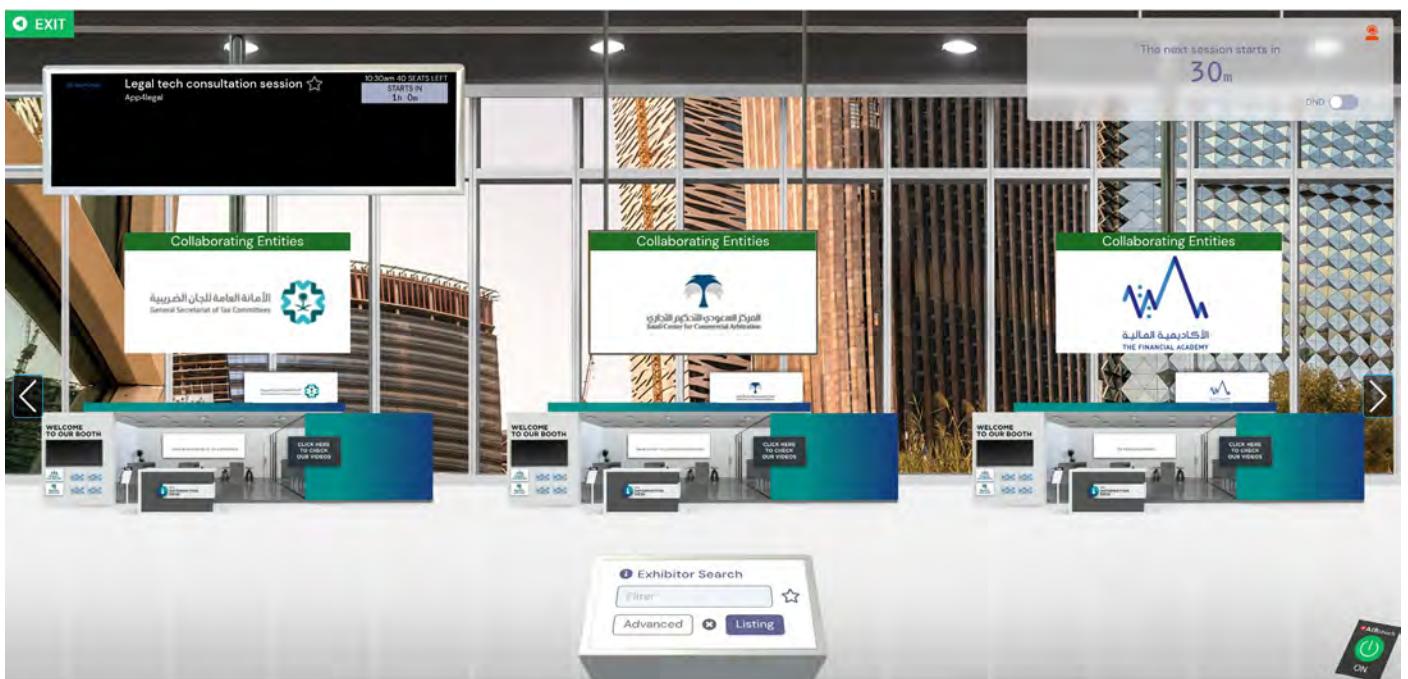 EXIT
Legal tech consultation session
App4legal
10:30am 40 SEATS LEFT
STARTS IN
1h 0m
The next session starts in
30m
DND
Collaborating Entities
الأمانة العامة للجان الضريبية
General Secretariat of Tax Committees
Collaborating Entities
المركز السعودي للتحكيم التجاري
Saudi Center for Commercial Arbitration
Collaborating Entities
الأكاديمية المالية
THE FINANCIAL ACADEMY
WELCOME
TO OUR BOOTH
CLICK HERE
TO CHECK
OUR VIDEOS
INFORMATION
DESK
WELCOME
TO OUR BOOTH
CLICK HERE
TO CHECK
OUR VIDEOS
WELCOME
TO OUR BOOTH
CLICK HERE
TO CHECK
OUR VIDEOS
Exhibitor Search
Filter
Advanced
Listing
ON